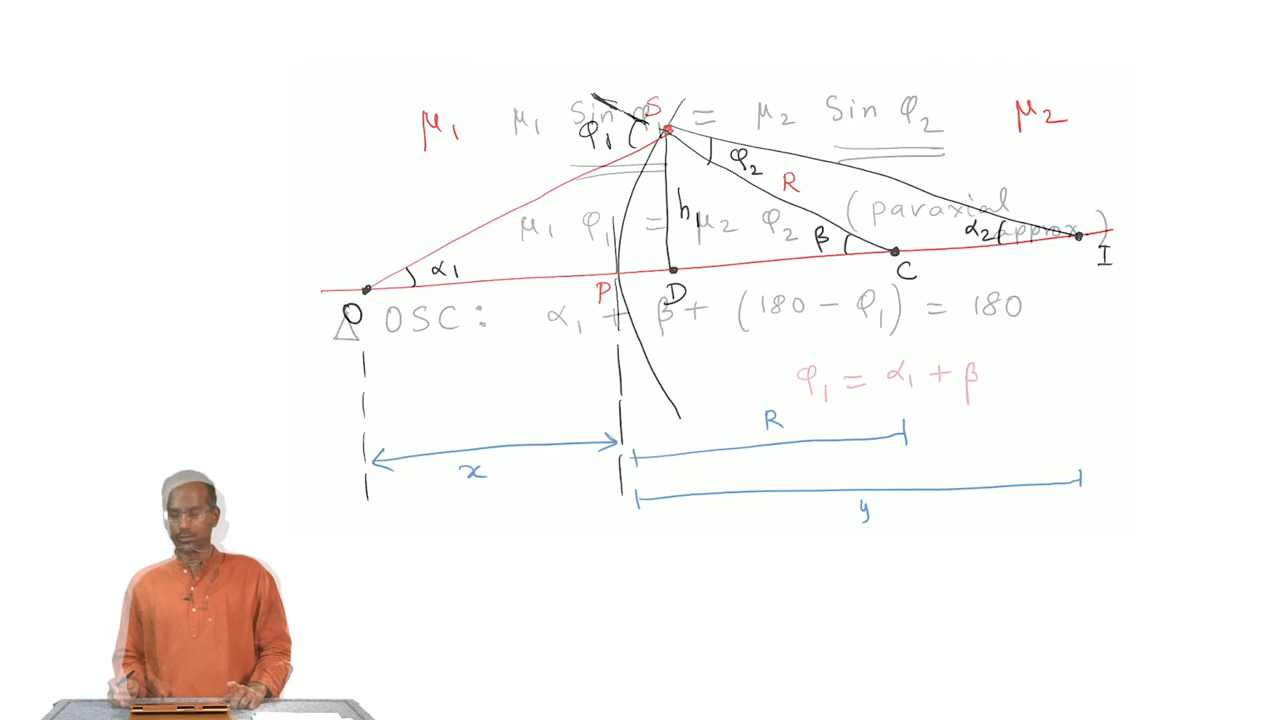 μ₁ μ₁ Sin φ₁ = μ₂ Sin φ₂ μ₂
S
φ₁
φ₂
R
μ₁ φ₁ = μ₂ φ₂ (paraxial approx.)
h
β
α₂
α₁
O P D C I
Δ OSC: α₁ + β + (180 - φ₁) = 180
φ₁ = α₁ + β
R
x
y